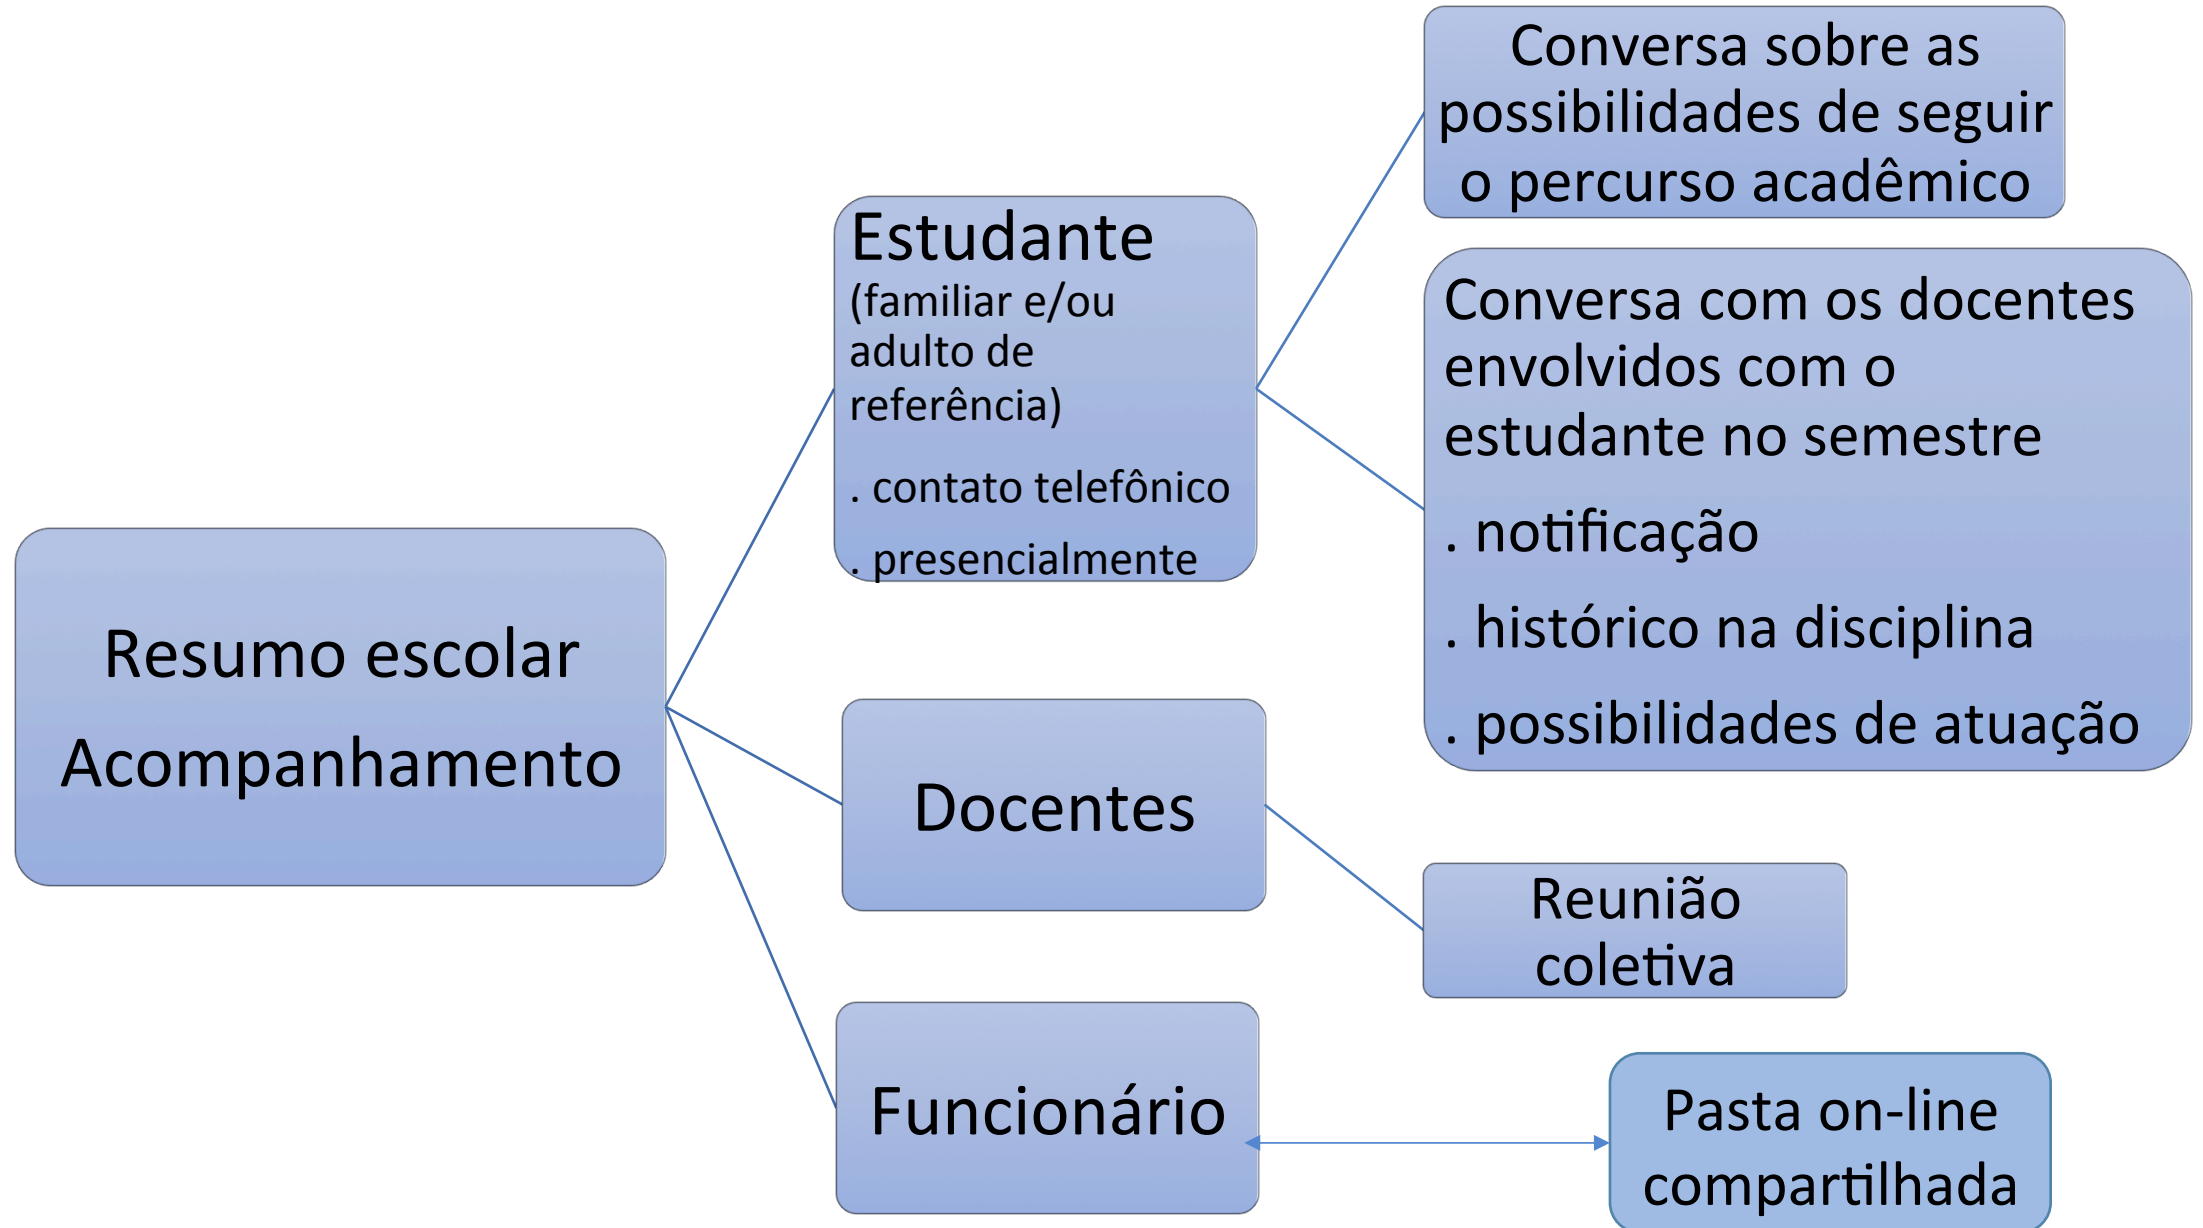 Conversa sobre as
possibilidades de seguir
o percurso acadêmico
Estudante
(familiar e/ou
adulto de
referência)
. contato telefônico
. presencialmente
Conversa com os docentes
envolvidos com o
estudante no semestre
. notificação
. histórico na disciplina
. possibilidades de atuação
Resumo escolar
Acompanhamento
Docentes
Reunião
coletiva
Funcionário
Pasta on-line
compartilhada